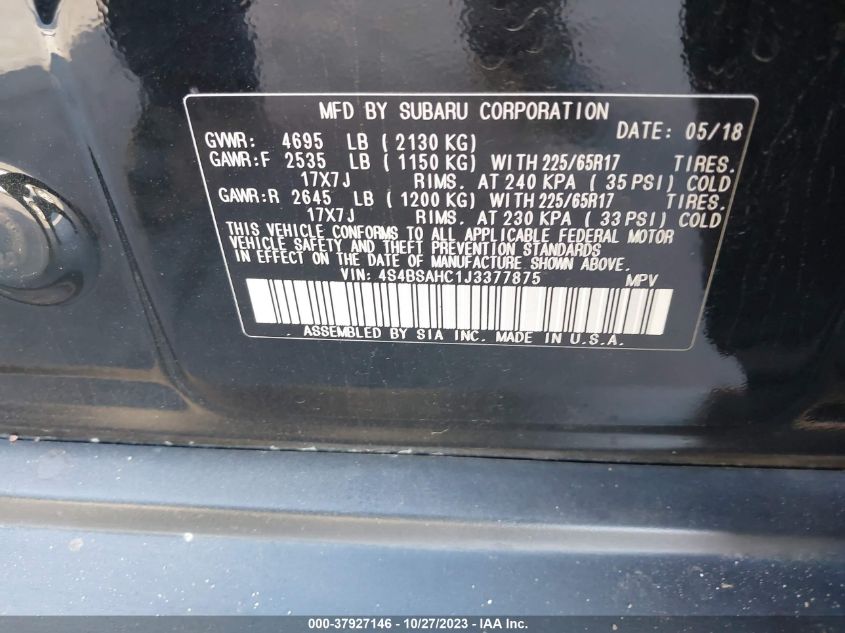 MFD BY SUBARU CORPORATION
DATE: 05/18
GVWR: 4695 LB ( 2130 KG)
GAWR:F 2535 LB ( 1150 KG) WITH 225/65R17 TIRES.
17X7J RIMS. AT 240 KPA ( 35 PSI) COLD
GAWR:R 2645 LB ( 1200 KG) WITH 225/65R17 TIRES.
17X7J RIMS. AT 230 KPA ( 33 PSI) COLD
THIS VEHICLE CONFORMS TO ALL APPLICABLE FEDERAL MOTOR
VEHICLE SAFETY AND THEFT PREVENTION STANDARDS
IN EFFECT ON THE DATE OF MANUFACTURE SHOWN ABOVE.
VIN: 4S4BSAHC1J3377875 MPV
ASSEMBLED BY SIA INC. MADE IN U.S.A.
000-37927146 - 10/27/2023 - IAA Inc.